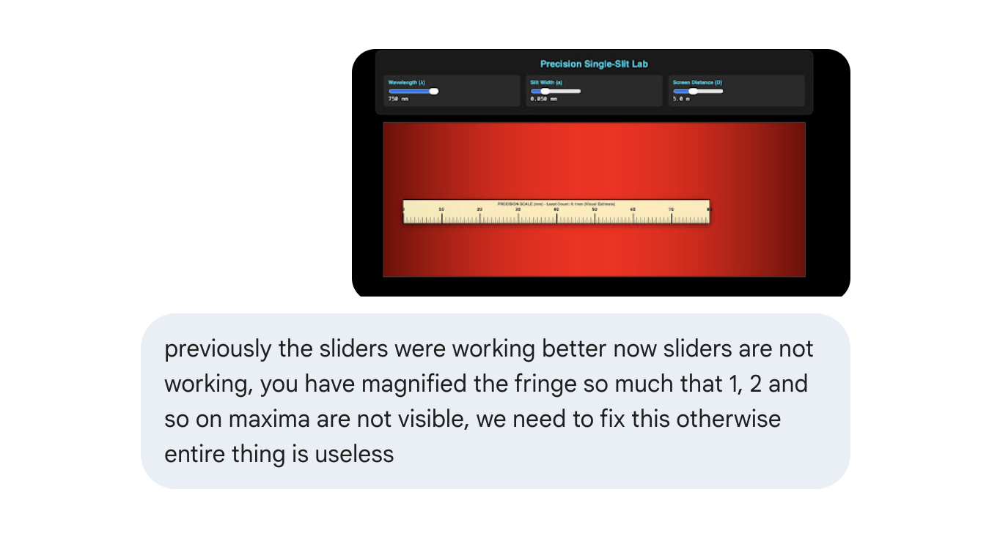 Precision Single-Slit Lab
Wavelength (λ)
Slit Width (a)
Screen Distance (D)
750 nm
0.050 mm
5.0 m
PRECISION SCALE (mm) - Least Count: 0.1mm (Visual Estimate)
0 10 20 30 40 50 60 70 80
previously the sliders were working better now sliders are not
working, you have magnified the fringe so much that 1, 2 and
so on maxima are not visible, we need to fix this otherwise
entire thing is useless